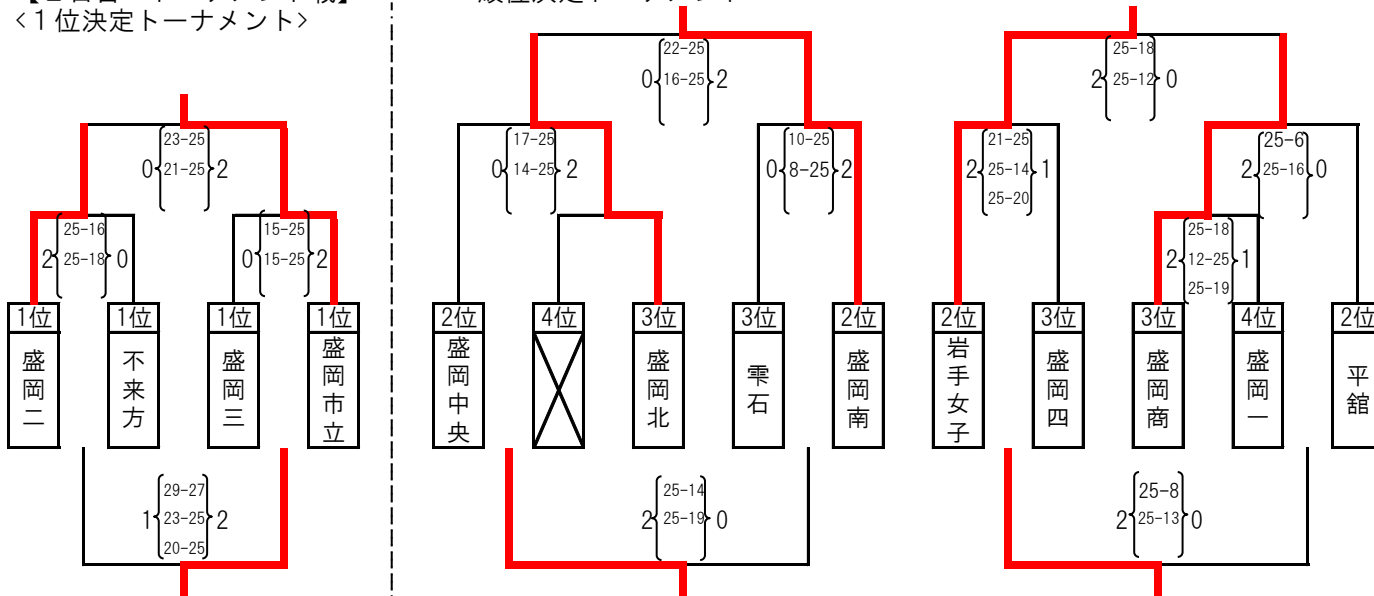 <1位決定トーナメント>
22-25
0 16-25 2
25-18
2 25-12 0
23-25
0 21-25 2
17-25
0 14-25 2
10-25
0 8-25 2
21-25
2 25-14 1
25-20
25-6
2 25-16 0
25-16
2 25-18 0
15-25
0 15-25 2
25-18
2 12-25 1
25-19
1位 1位 1位 1位 2位 4位 3位 3位 2位 2位 3位 3位 4位 2位
盛岡二
不来方
盛岡三
盛岡市立
盛岡中央
盛岡北
雫石
盛岡南
岩手女子
盛岡四
盛岡商
盛岡一
平舘
29-27
1 23-25 2
20-25
25-14
2 25-19 0
25-8
2 25-13 0